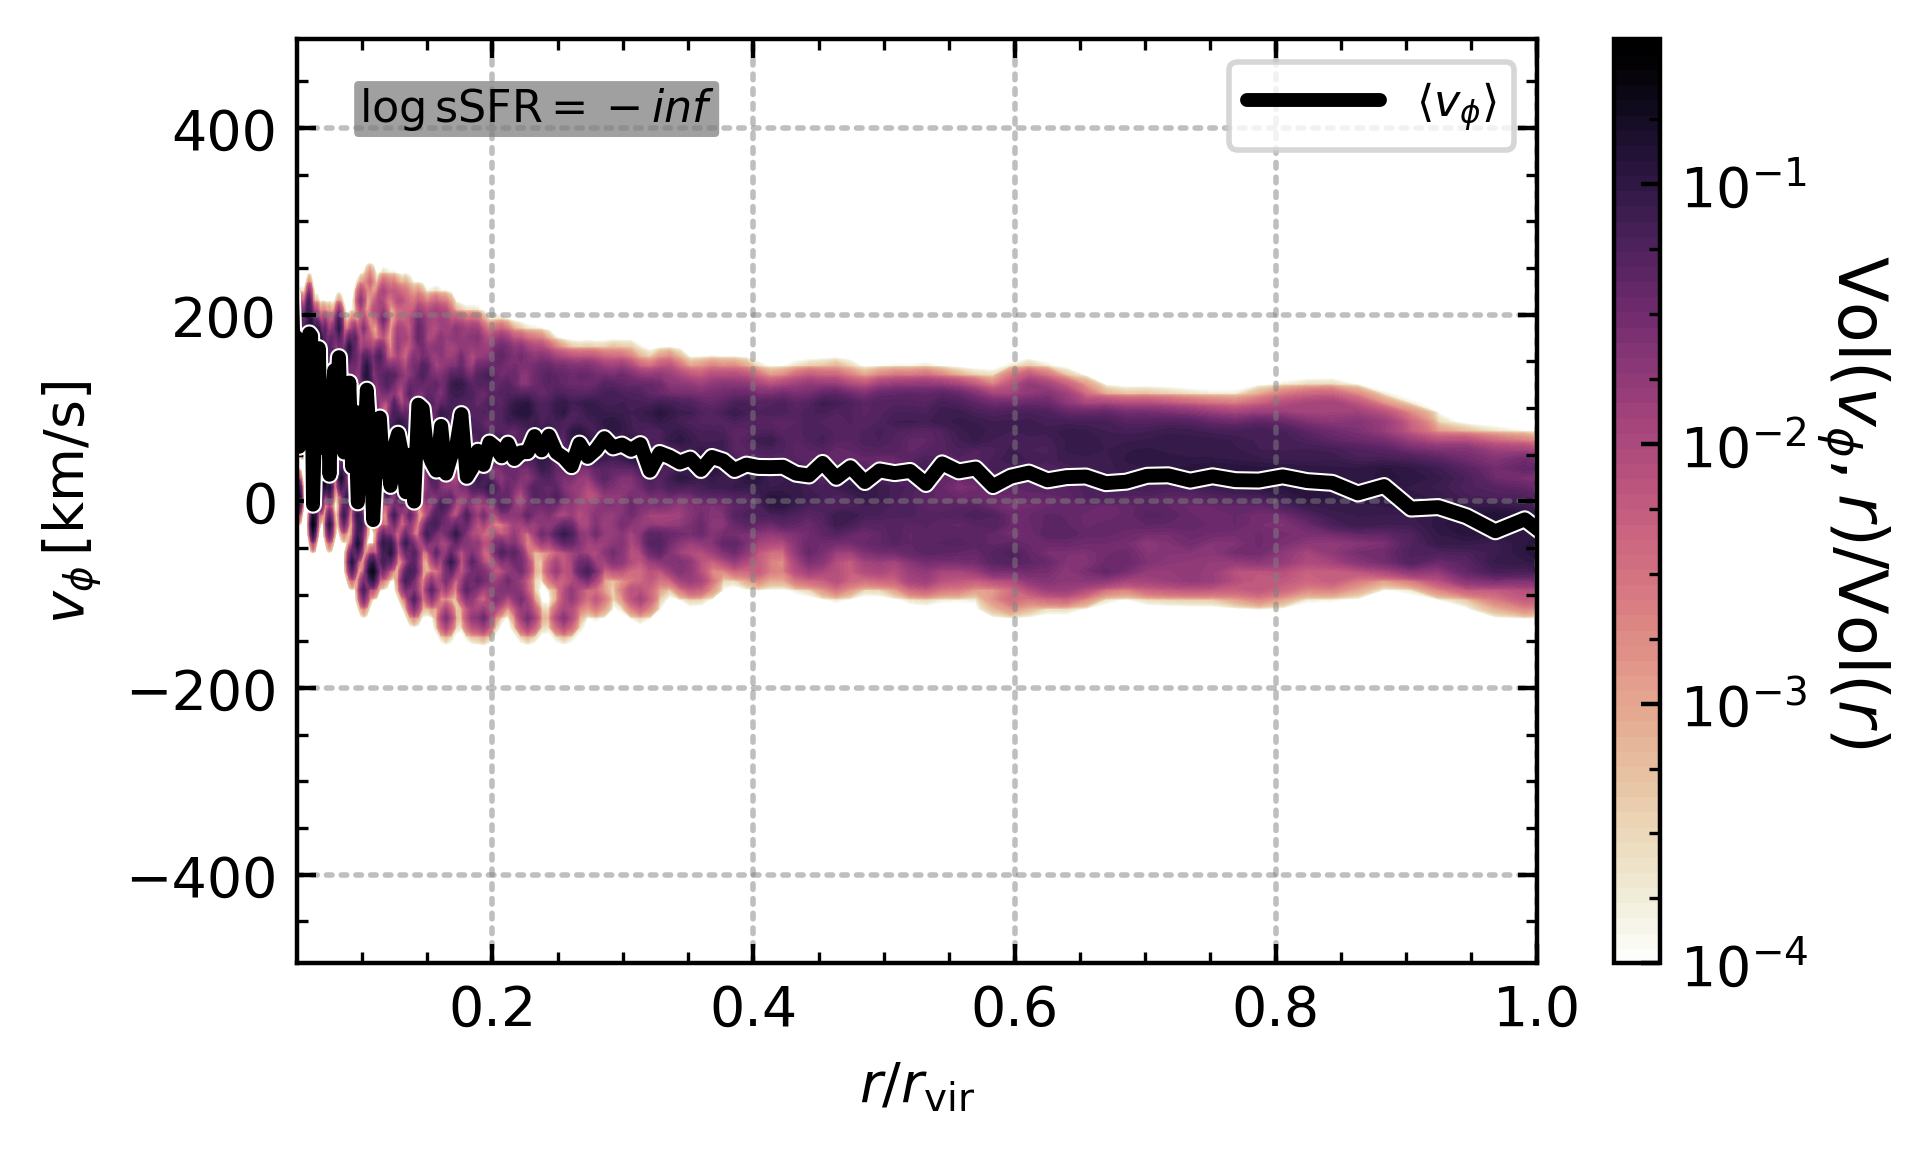 log sSFR = −inf
⟨v_ϕ⟩
400
200
0
−200
−400
v_ϕ [km/s]
0.2 0.4 0.6 0.8 1.0
r/r_vir
10^{−1}
10^{−2}
10^{−3}
10^{−4}
Vol(v_ϕ, r)/Vol(r)